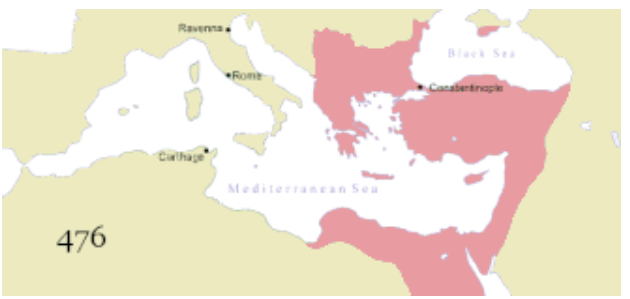 Ravenna
Black Sea
Rome
Constantinople
Carthage
Mediterranean Sea
476